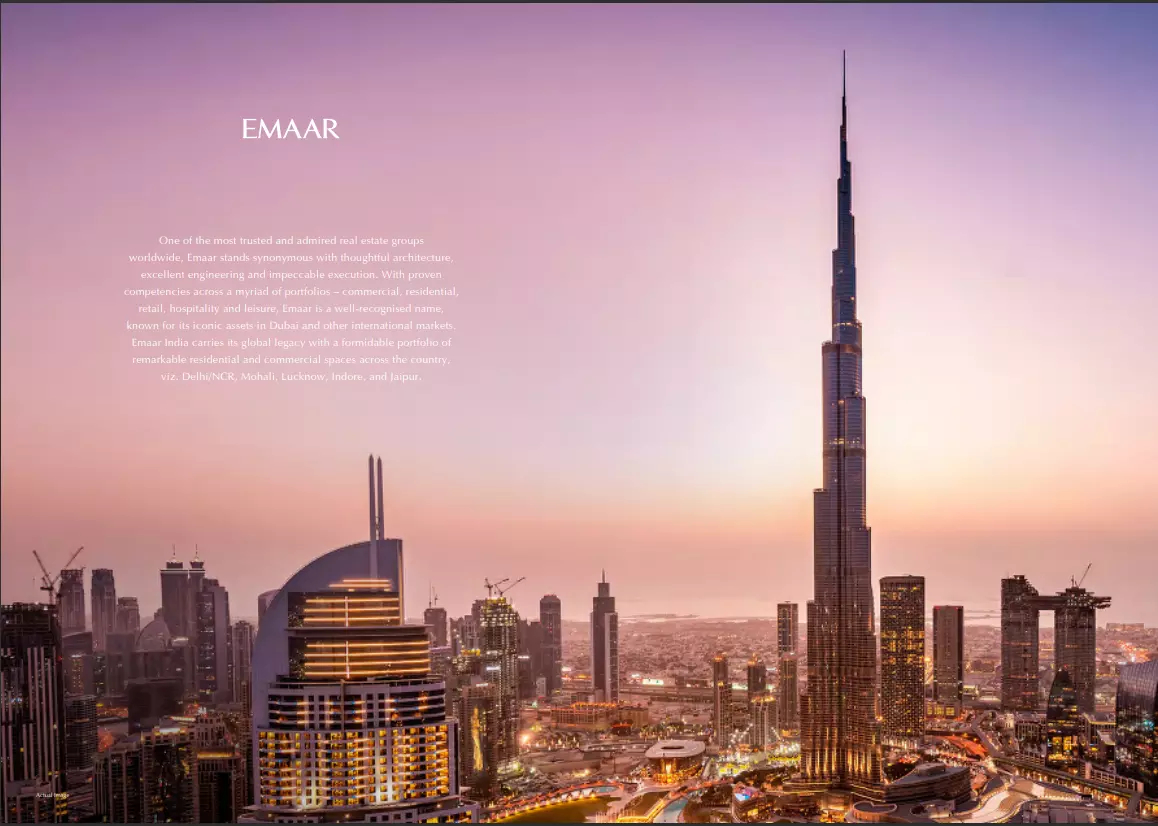 EMAAR
One of the most trusted and admired real estate groups
worldwide, Emaar stands synonymous with thoughtful architecture,
excellent engineering and impeccable execution. With proven
competencies across a myriad of portfolios – commercial, residential,
retail, hospitality and leisure, Emaar is a well-recognised name,
known for its iconic assets in Dubai and other international markets.
Emaar India carries its global legacy with a formidable portfolio of
remarkable residential and commercial spaces across the country,
viz. Delhi/NCR, Mohali, Lucknow, Indore, and Jaipur.
Actual Image